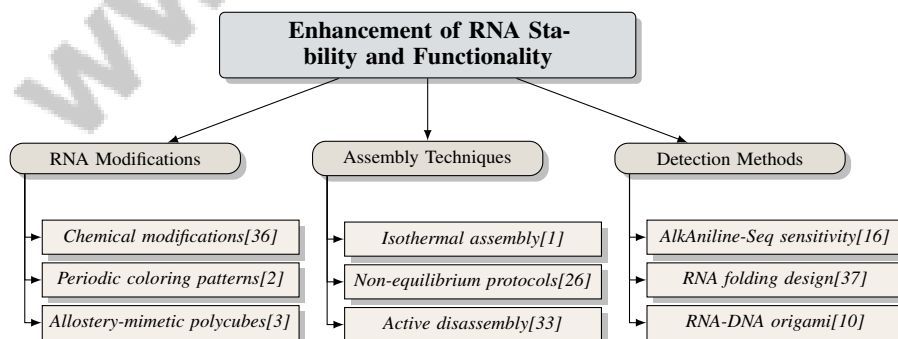 Enhancement of RNA Sta-
bility and Functionality
RNA Modifications
Chemical modifications[36]
Periodic coloring patterns[2]
Allostery-mimetic polycubes[3]
Assembly Techniques
Isothermal assembly[1]
Non-equilibrium protocols[26]
Active disassembly[33]
Detection Methods
AlkAniline-Seq sensitivity[16]
RNA folding design[37]
RNA-DNA origami[10]